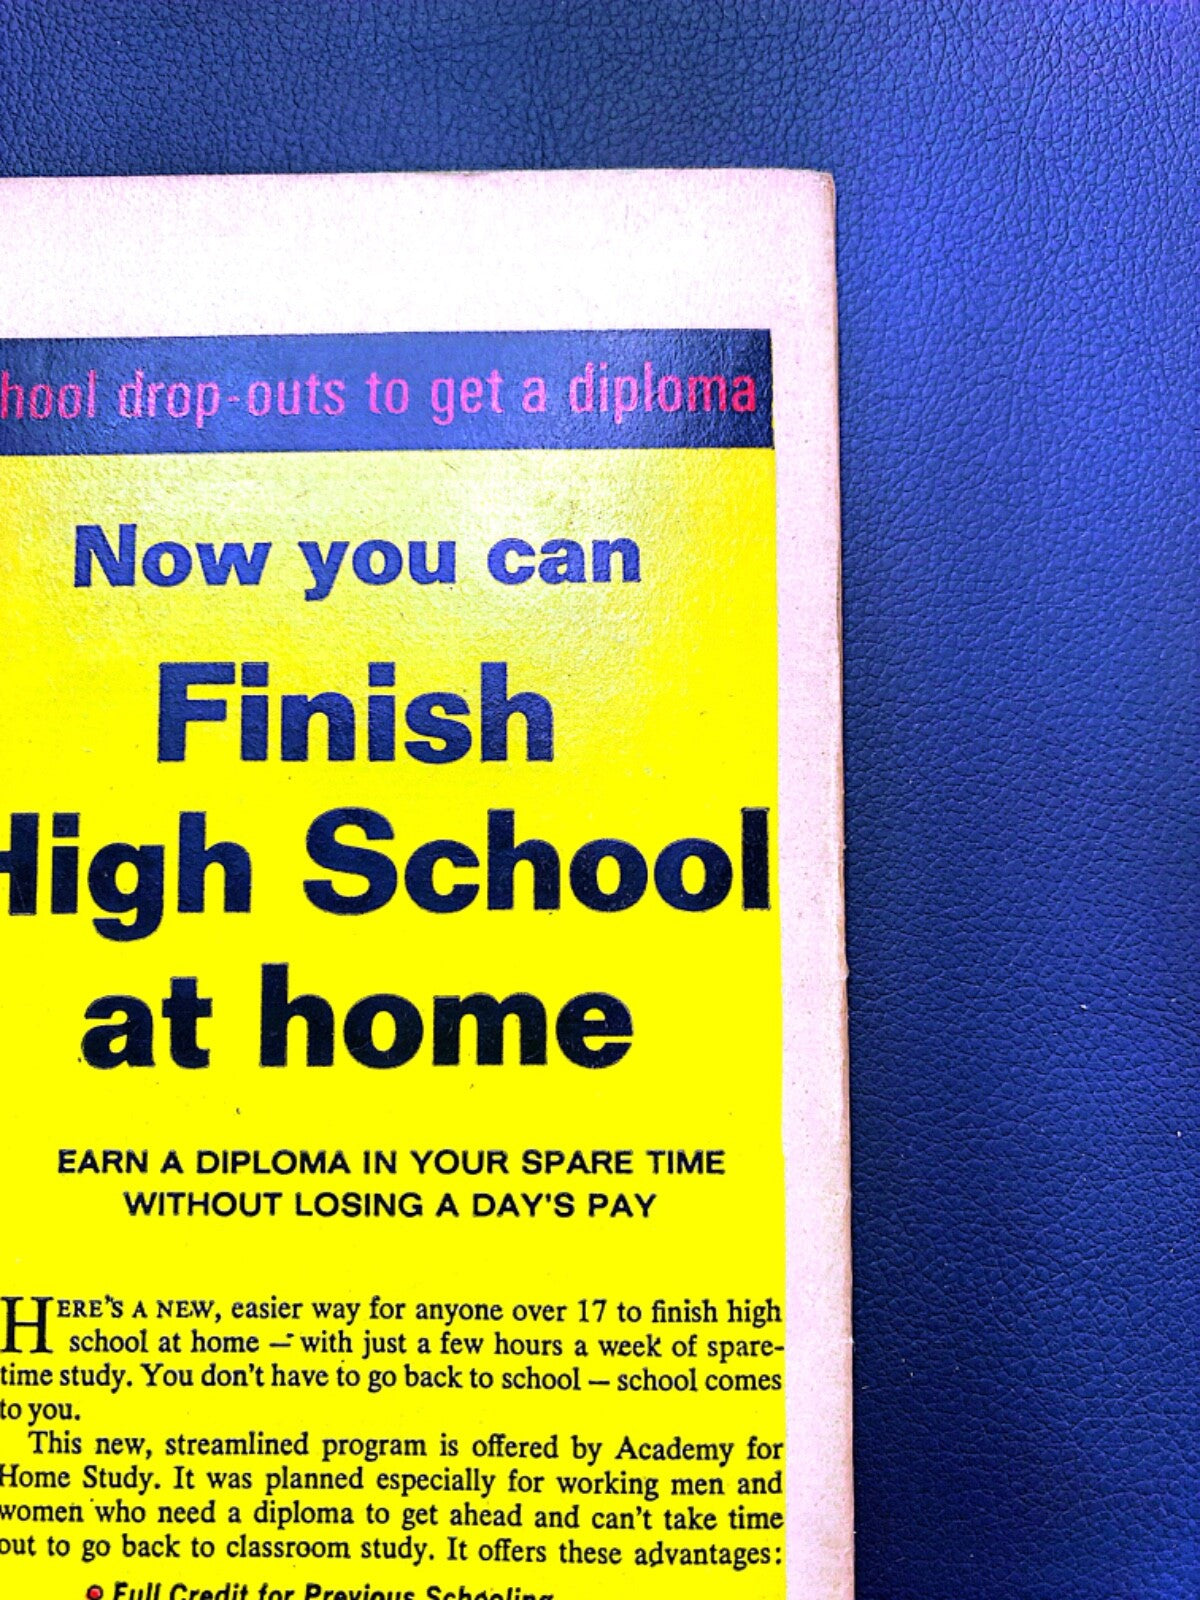 drop-outs to get a diploma
Now you can
Finish
High School
at home
EARN A DIPLOMA IN YOUR SPARE TIME
WITHOUT LOSING A DAY'S PAY
HERE'S A NEW, easier way for anyone over 17 to finish high
school at home — with just a few hours a week of spare-
time study. You don't have to go back to school — school comes
to you.
This new, streamlined program is offered by Academy for
Home Study. It was planned especially for working men and
women who need a diploma to get ahead and can't take time
out to go back to classroom study. It offers these advantages:
• Full Credit for Previous Schooling